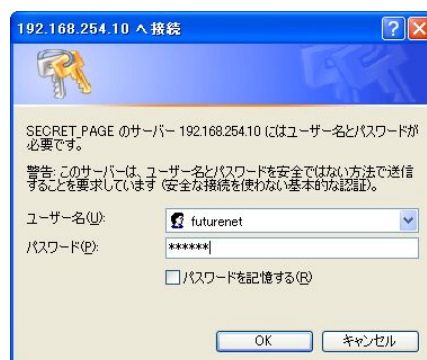 192.168.254.10 へ接続
SECRET PAGE のサーバー 192.168.254.10 にはユーザー名とパスワードが
必要です。
警告: このサーバーは、ユーザー名とパスワードを安全ではない方法で送信
することを要求しています (安全な接続を使わない基本的な認証)。
ユーザー名(U):
futurenet
パスワード(P):
******
パスワードを記憶する(R)
OK
キャンセル